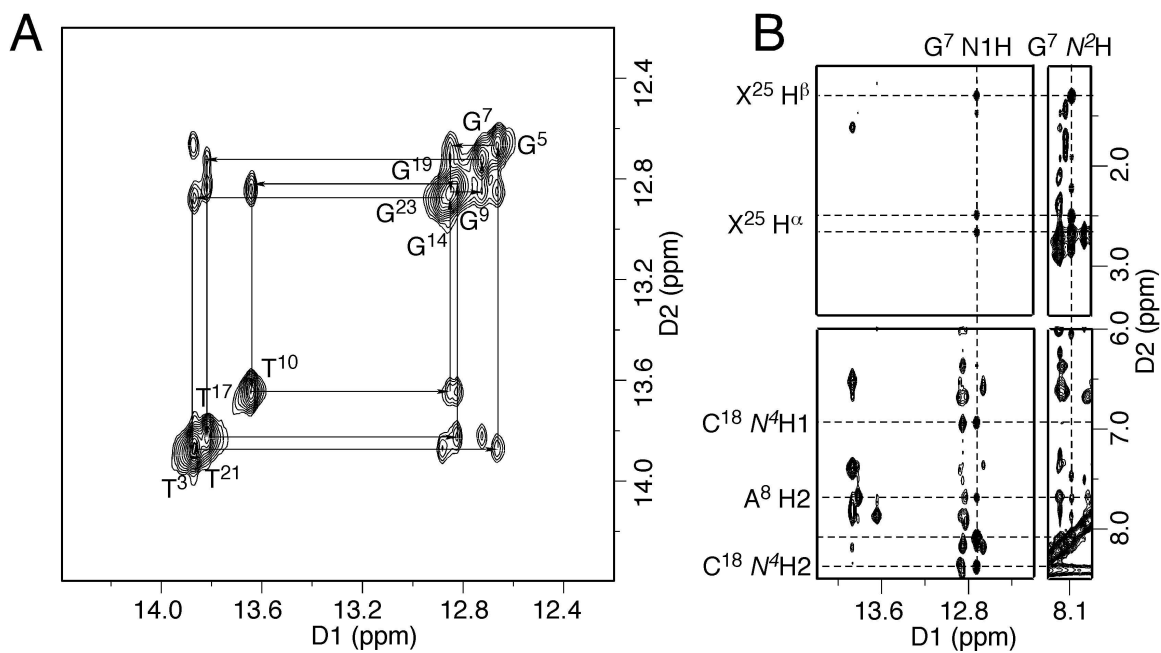 A
12.4
12.8
13.2
13.6
14.0
D2 (ppm)
G⁷
G⁵
G¹⁹
G²³
G⁹
G¹⁴
T¹⁰
T¹⁷
T³
T²¹
14.0 13.6 13.2 12.8 12.4
D1 (ppm)
B
G⁷ N1H G⁷ N²H
X²⁵ Hᵝ
X²⁵ Hᵅ
C¹⁸ N⁴H1
A⁸ H2
C¹⁸ N⁴H2
2.0
3.0
6.0
7.0
8.0
D2 (ppm)
13.6 12.8 8.1
D1 (ppm)